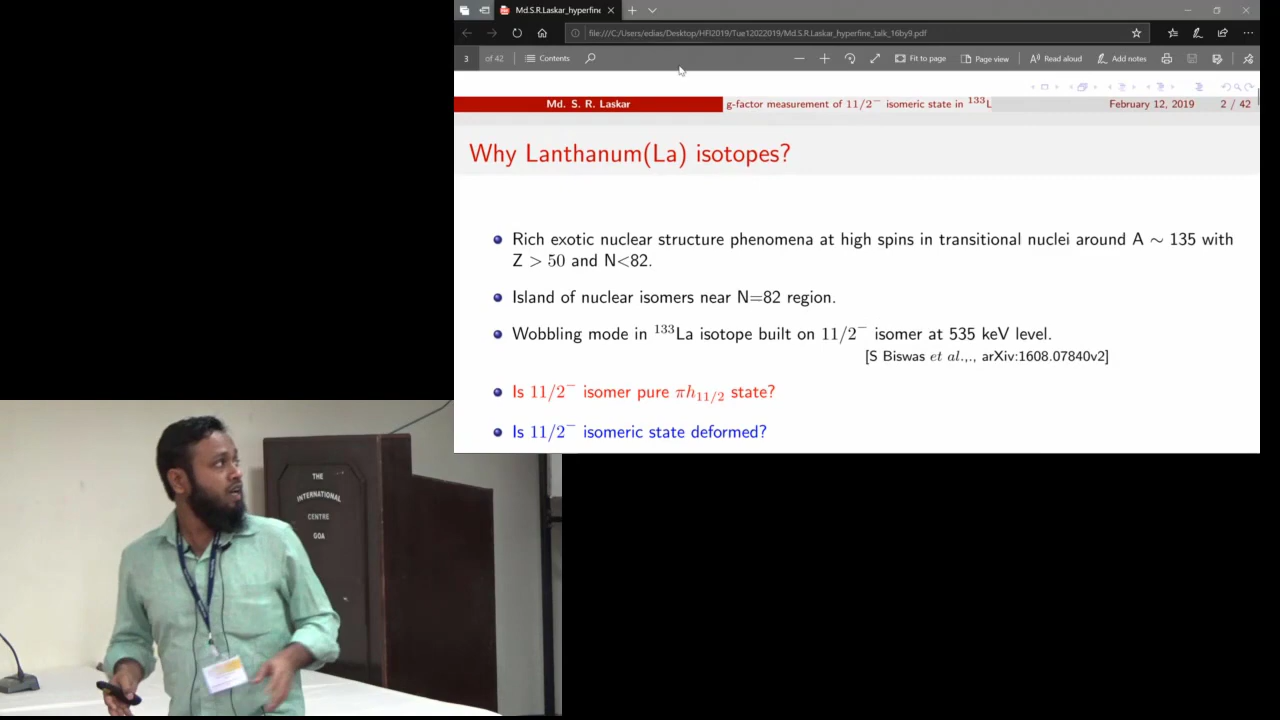 Md.S.R.Laskar_hyperfine
file:///C:/Users/edias/Desktop/HFI2019/Tue12022019/Md.S.R.Laskar_hyperfine_talk_16by9.pdf
3 of 42 Contents Fit to page Page view Read aloud Add notes
Md. S. R. Laskar g-factor measurement of 11/2⁻ isomeric state in ¹³³L February 12, 2019 2 / 42
Why Lanthanum(La) isotopes?
Rich exotic nuclear structure phenomena at high spins in transitional nuclei around A ∼ 135 with
Z > 50 and N<82.
Island of nuclear isomers near N=82 region.
Wobbling mode in ¹³³La isotope built on 11/2⁻ isomer at 535 keV level.
[S Biswas et al.,., arXiv:1608.07840v2]
Is 11/2⁻ isomer pure πh₁₁/₂ state?
Is 11/2⁻ isomeric state deformed?
THE
INTERNATIONAL
CENTRE
GOA